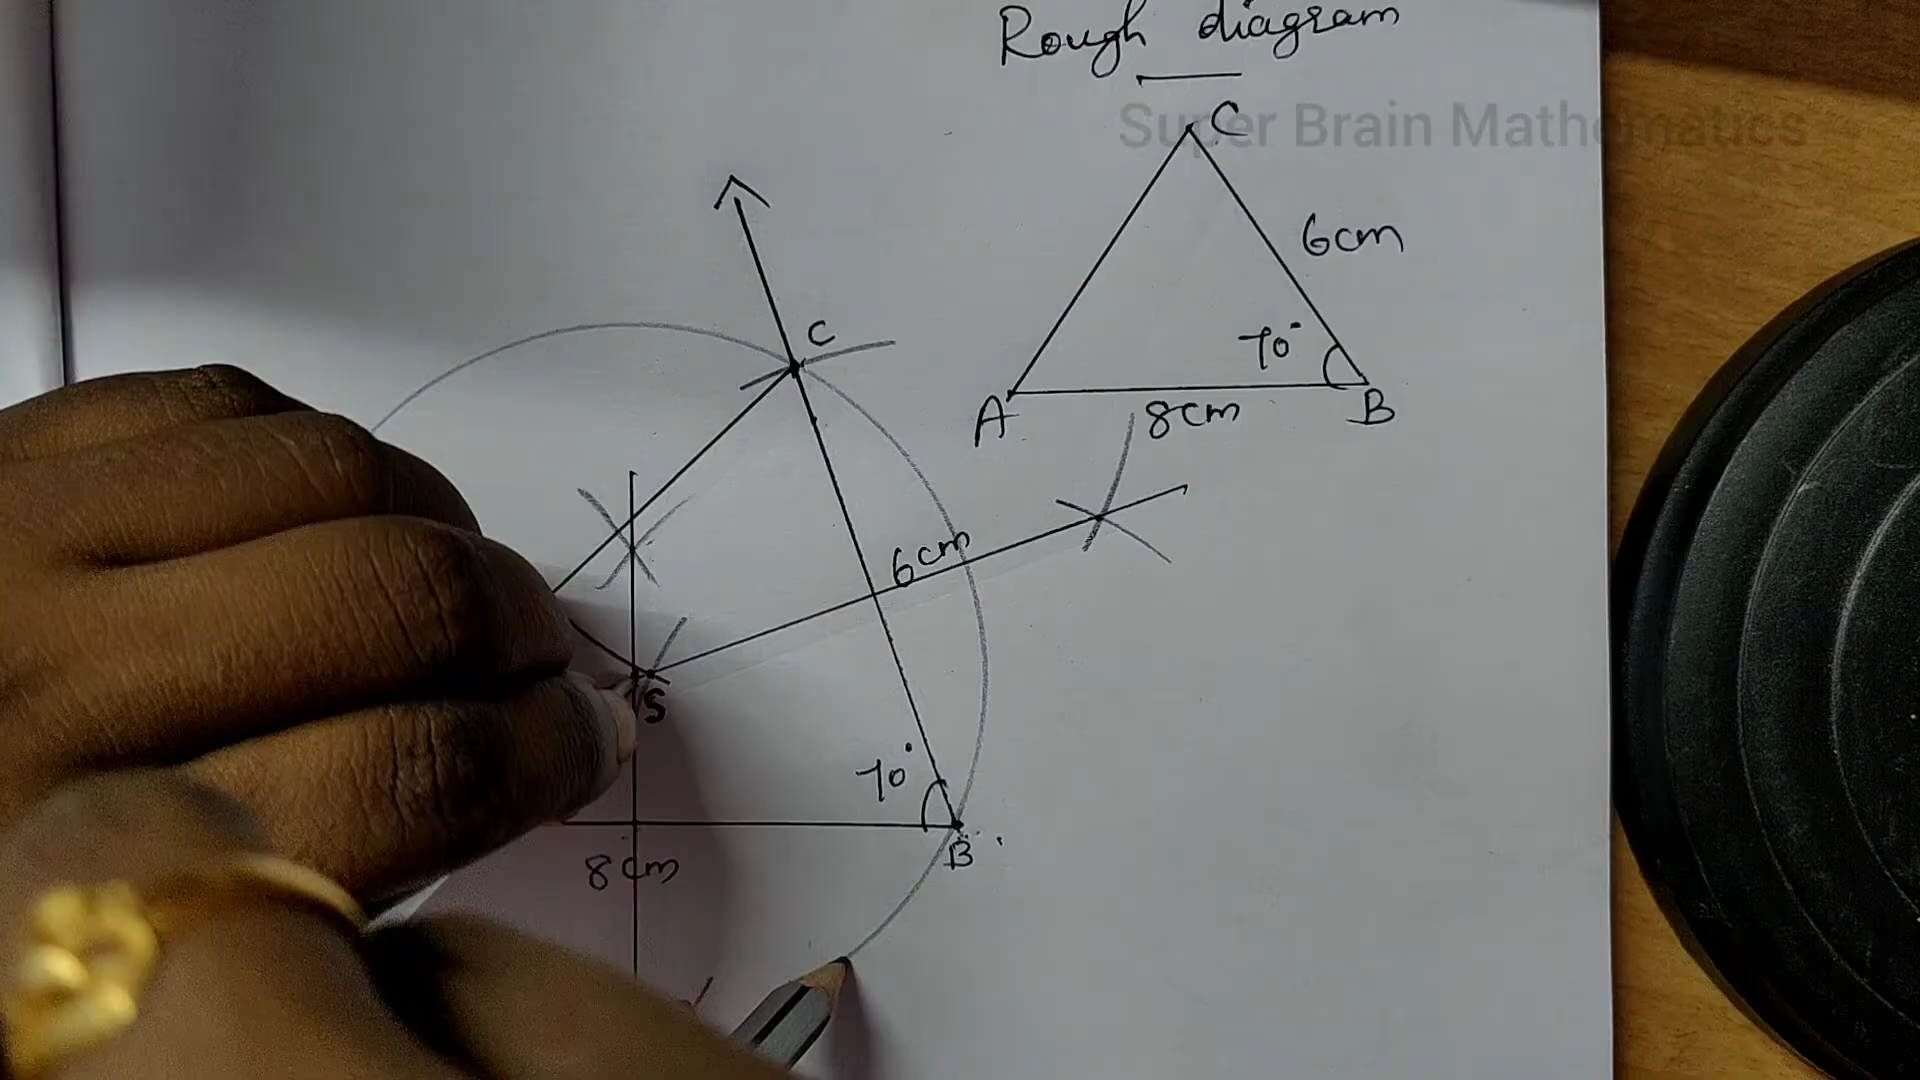 Rough diagram
Super Brain Mathematics
C
6cm
70°
A
8cm
B
C
6cm
S
70°
8cm
B